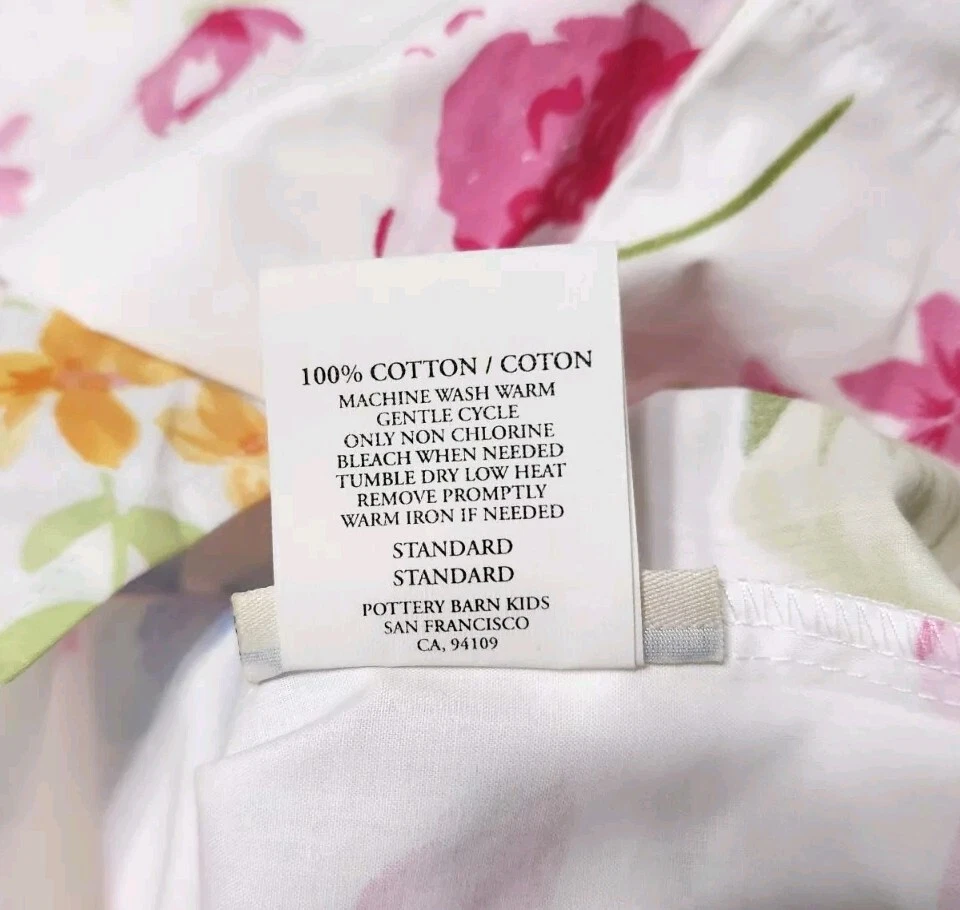 100% COTTON / COTON
MACHINE WASH WARM
GENTLE CYCLE
ONLY NON CHLORINE
BLEACH WHEN NEEDED
TUMBLE DRY LOW HEAT
REMOVE PROMPTLY
WARM IRON IF NEEDED
STANDARD
STANDARD
POTTERY BARN KIDS
SAN FRANCISCO
CA, 94109